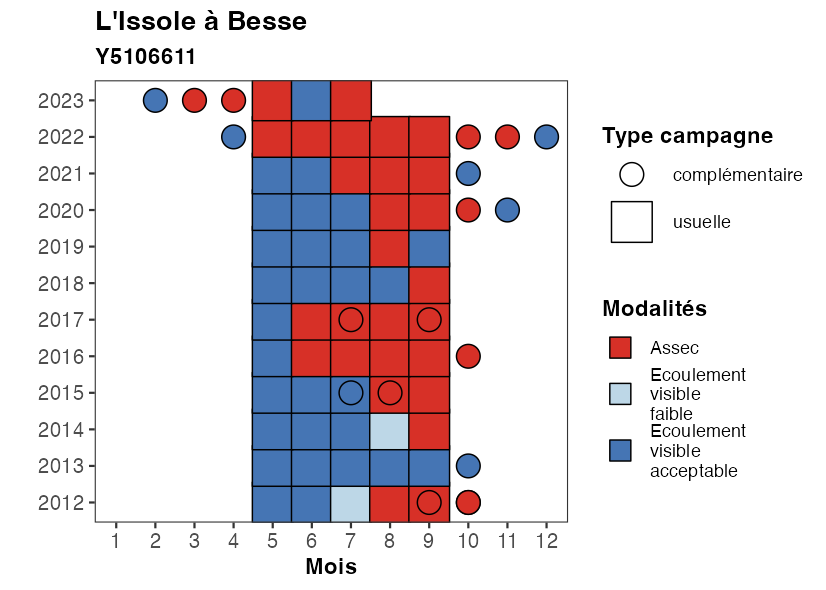 L'Issole à Besse
Y5106611
2023
2022
2021
2020
2019
2018
2017
2016
2015
2014
2013
2012
1 2 3 4 5 6 7 8 9 10 11 12
Mois
Type campagne
complémentaire
usuelle
Modalités
Assec
Ecoulement
visible
faible
Ecoulement
visible
acceptable